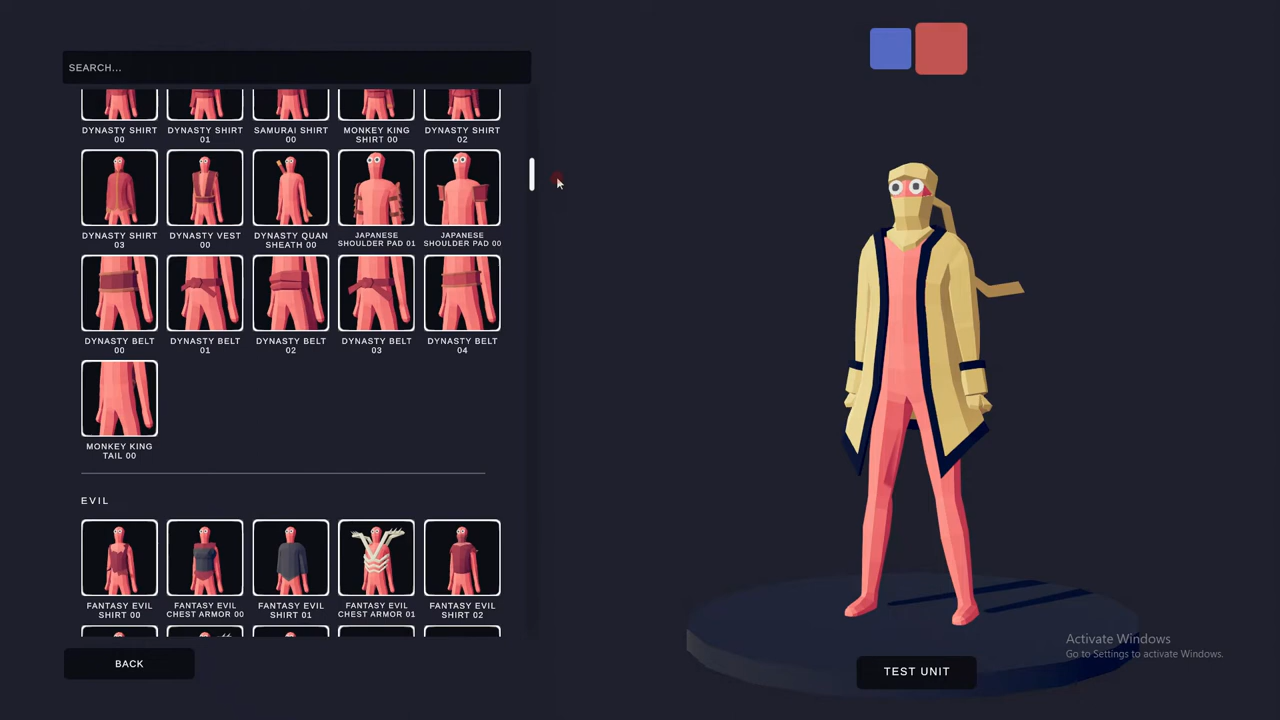 SEARCH...
DYNASTY SHIRT
00
DYNASTY SHIRT
01
SAMURAI SHIRT
00
MONKEY KING
SHIRT 00
DYNASTY SHIRT
02
DYNASTY SHIRT
03
DYNASTY VEST
00
DYNASTY QUAN
SHEATH 00
JAPANESE
SHOULDER PAD 01
JAPANESE
SHOULDER PAD 00
DYNASTY BELT
00
DYNASTY BELT
01
DYNASTY BELT
02
DYNASTY BELT
03
DYNASTY BELT
04
MONKEY KING
TAIL 00
EVIL
FANTASY EVIL
SHIRT 00
FANTASY EVIL
CHEST ARMOR 00
FANTASY EVIL
SHIRT 01
FANTASY EVIL
CHEST ARMOR 01
FANTASY EVIL
SHIRT 02
BACK
TEST UNIT
Activate Windows
Go to Settings to activate Windows.